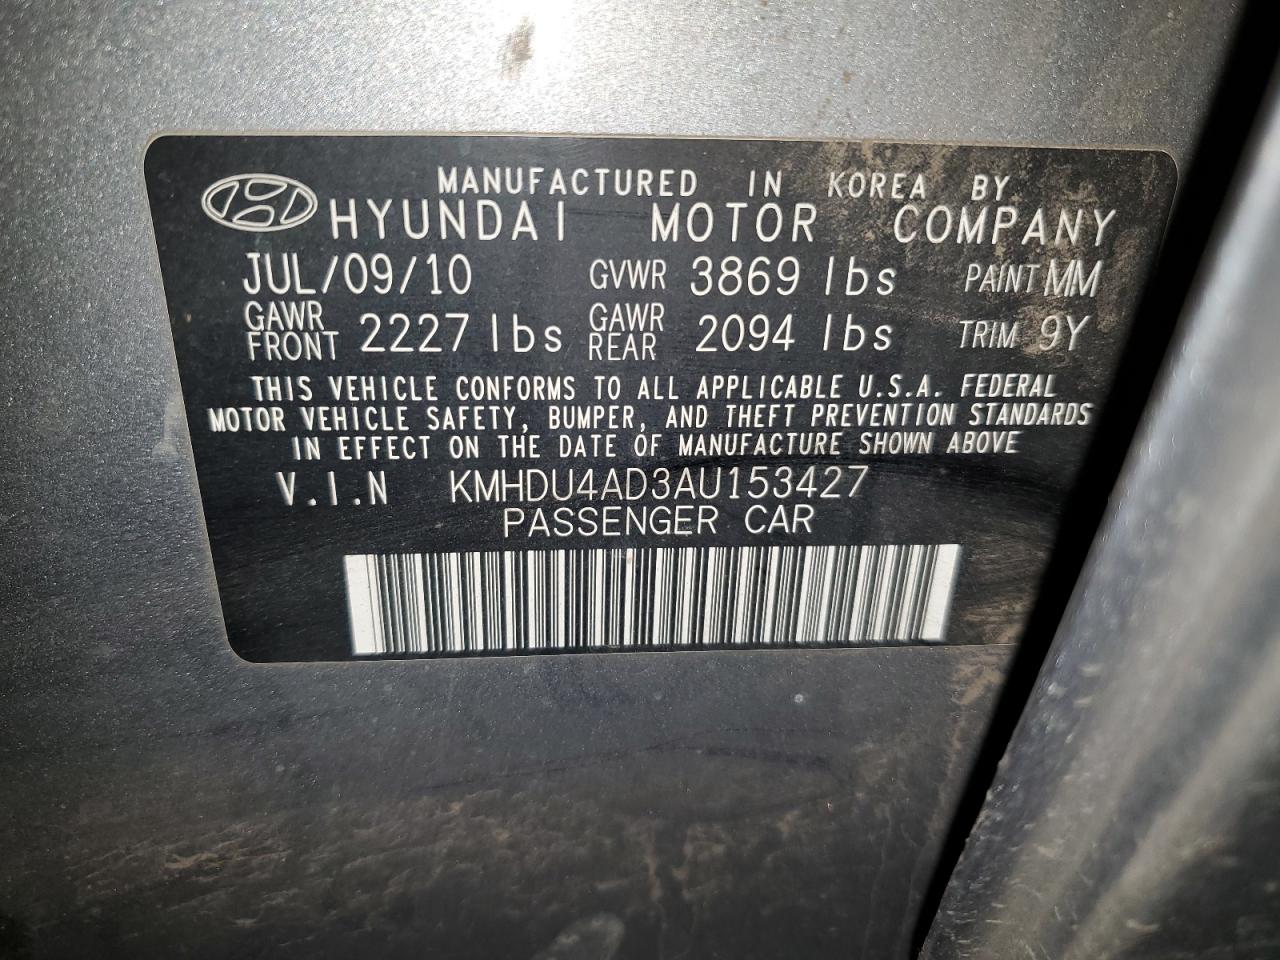 MANUFACTURED IN KOREA BY
HYUNDAI MOTOR COMPANY
JUL/09/10 GVWR 3869 lbs PAINT MM
GAWR FRONT 2227 lbs GAWR REAR 2094 lbs TRIM 9Y
THIS VEHICLE CONFORMS TO ALL APPLICABLE U.S.A. FEDERAL
MOTOR VEHICLE SAFETY, BUMPER, AND THEFT PREVENTION STANDARDS
IN EFFECT ON THE DATE OF MANUFACTURE SHOWN ABOVE
V.I.N KMHDU4AD3AU153427
PASSENGER CAR